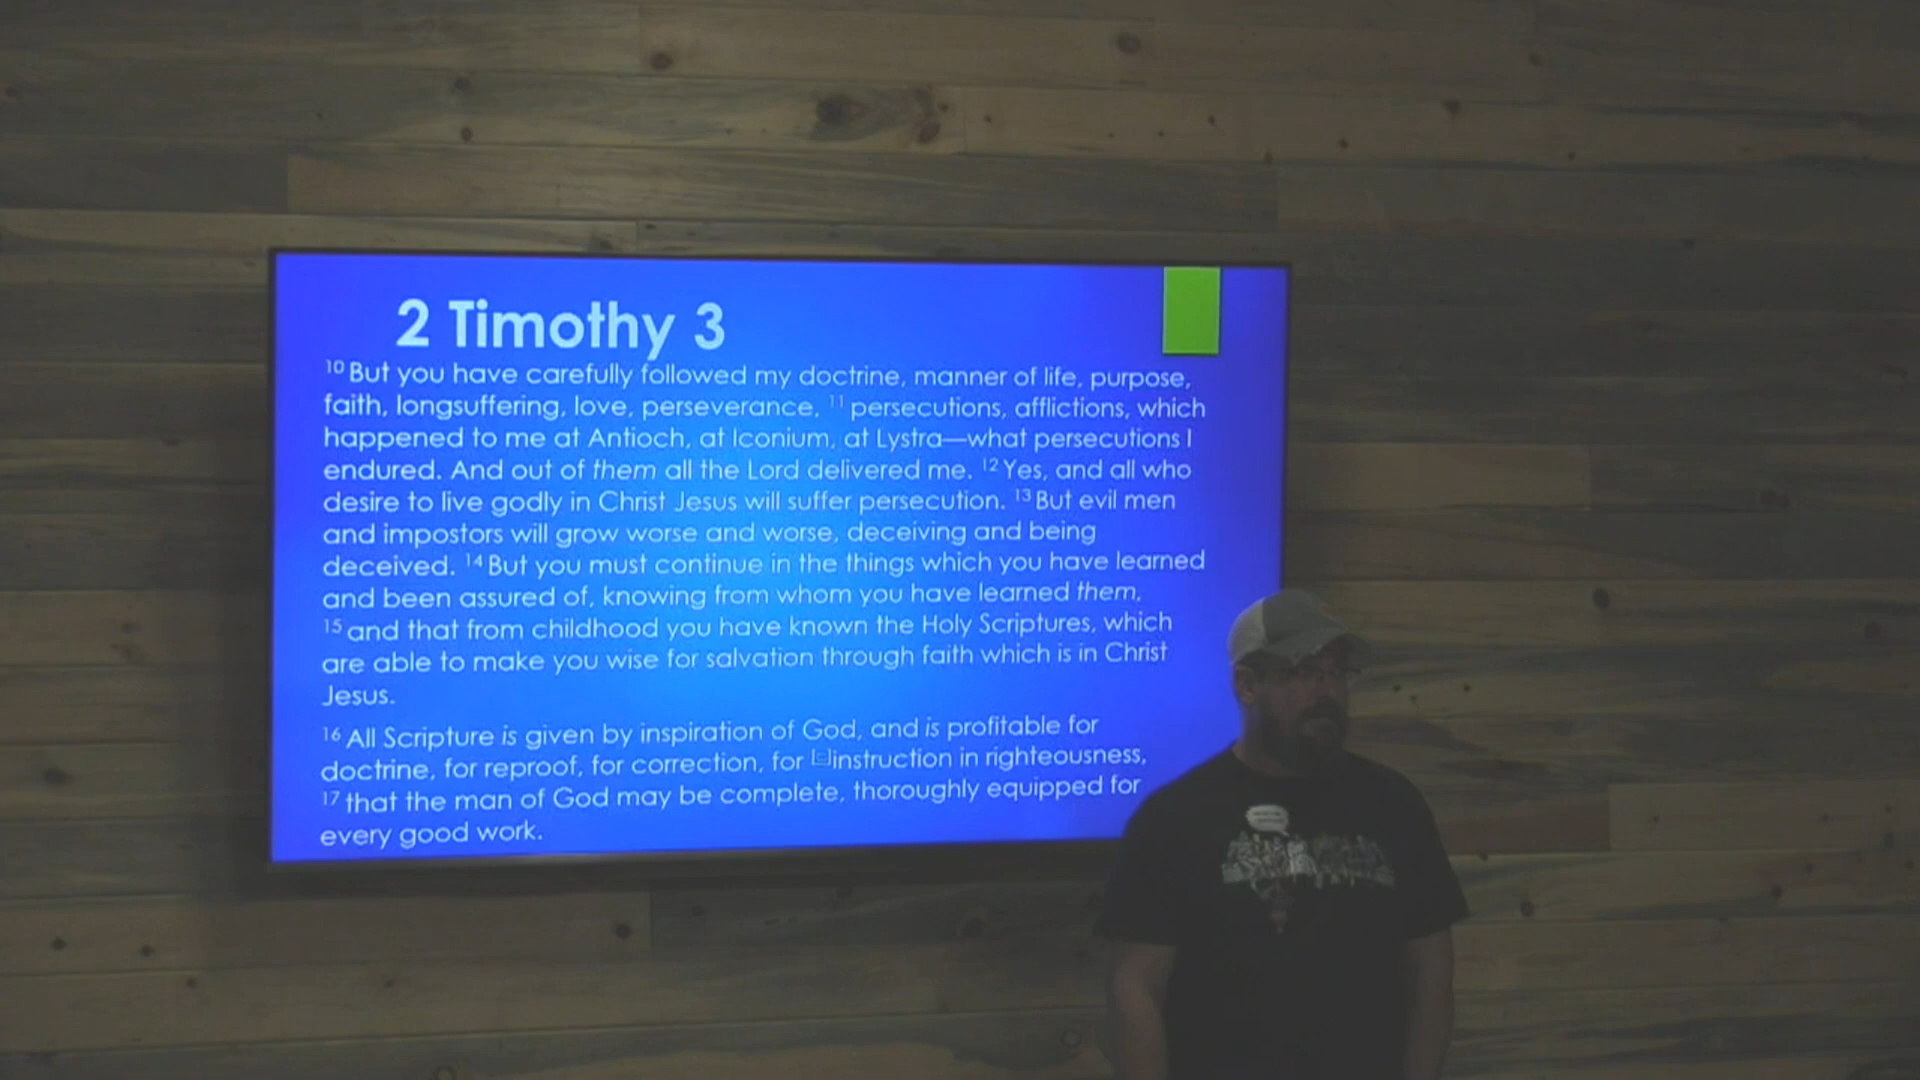 2 Timothy 3
10 But you have carefully followed my doctrine, manner of life, purpose,
faith, longsuffering, love, perseverance, 11 persecutions, afflictions, which
happened to me at Antioch, at Iconium, at Lystra—what persecutions I
endured. And out of them all the Lord delivered me. 12 Yes, and all who
desire to live godly in Christ Jesus will suffer persecution. 13 But evil men
and impostors will grow worse and worse, deceiving and being
deceived. 14 But you must continue in the things which you have learned
and been assured of, knowing from whom you have learned them,
15 and that from childhood you have known the Holy Scriptures, which
are able to make you wise for salvation through faith which is in Christ
Jesus.
16 All Scripture is given by inspiration of God, and is profitable for
doctrine, for reproof, for correction, for instruction in righteousness,
17 that the man of God may be complete, thoroughly equipped for
every good work.